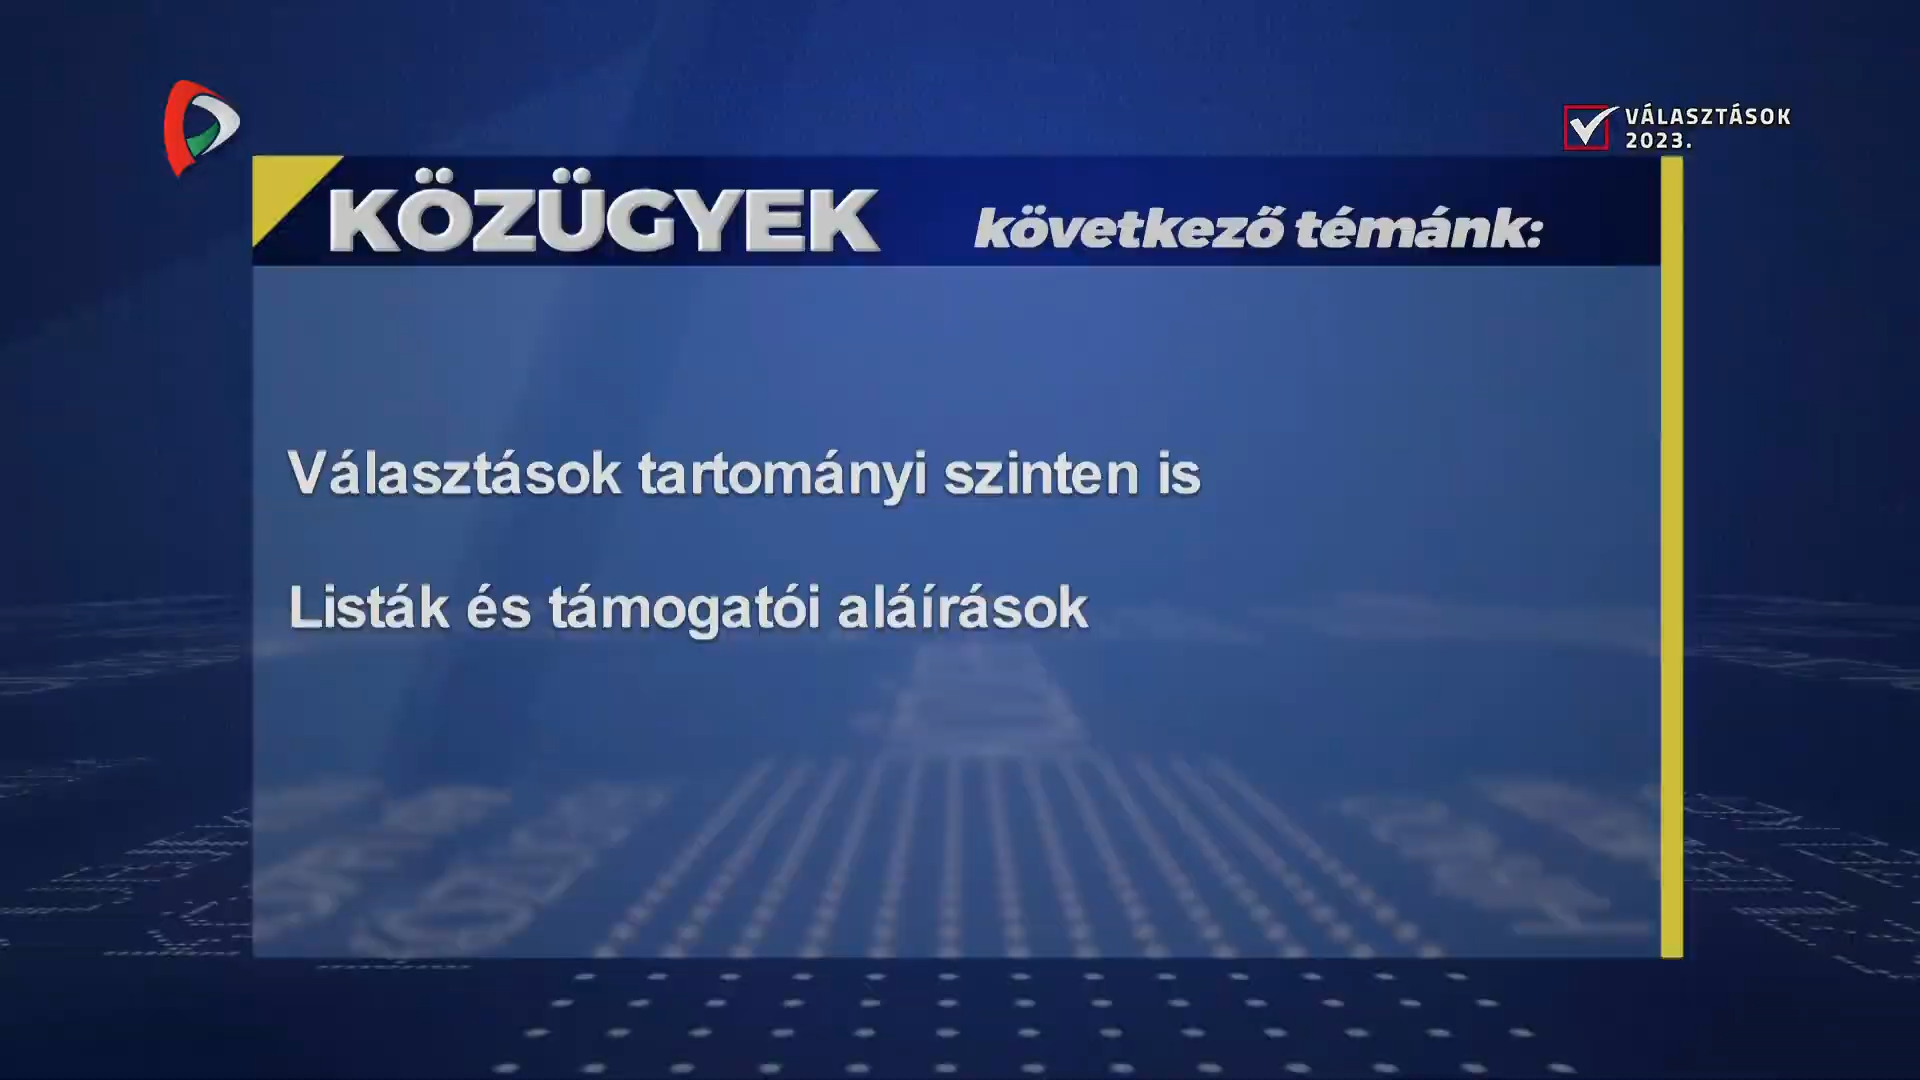 VÁLASZTÁSOK
2023.
KÖZÜGYEK következő témánk:
Választások tartományi szinten is
Listák és támogatói aláírások